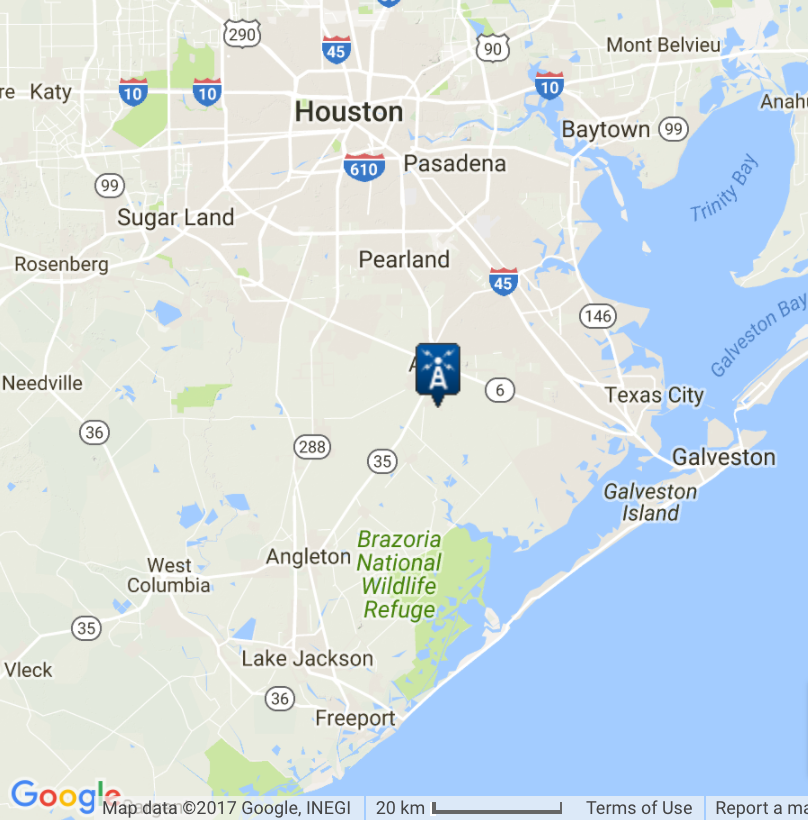 290
45
90
Mont Belvieu
Katy
10
10
10
Houston
Baytown
99
610
Pasadena
99
Trinity Bay
Sugar Land
Pearland
Rosenberg
45
146
Galveston Bay
Needville
6
Texas City
36
288
35
Galveston
Galveston
Island
Brazoria
National
Wildlife
Refuge
Angleton
West
Columbia
35
Vleck
Lake Jackson
36
Freeport
Google
Map data ©2017 Google, INEGI
20 km
Terms of Use
Report a ma